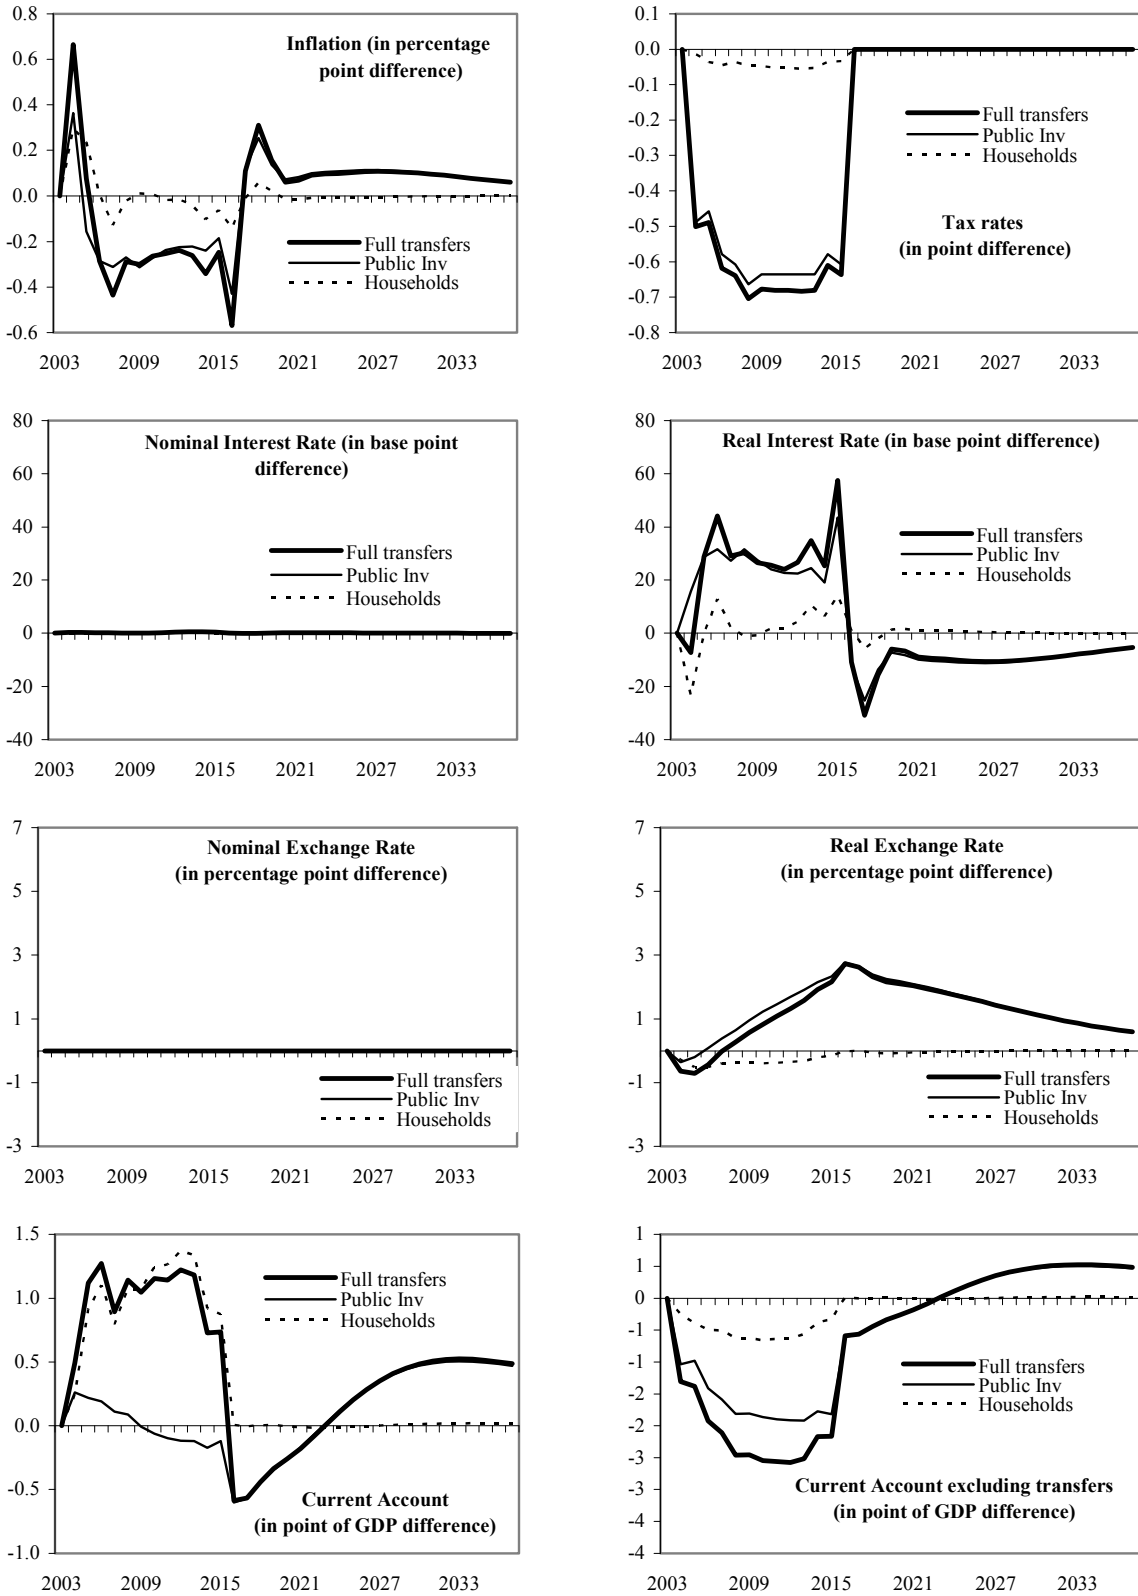 0.8
0.6
0.4
0.2
0.0
-0.2
-0.4
-0.6
Inflation (in percentage
point difference)
Full transfers
Public Inv
Households
2003 2009 2015 2021 2027 2033
0.1
0.0
-0.1
-0.2
-0.3
-0.4
-0.5
-0.6
-0.7
-0.8
Full transfers
Public Inv
Households
Tax rates
(in point difference)
2003 2009 2015 2021 2027 2033
80
60
40
20
0
-20
-40
Nominal Interest Rate (in base point
difference)
Full transfers
Public Inv
Households
2003 2009 2015 2021 2027 2033
80
60
40
20
0
-20
-40
Real Interest Rate (in base point difference)
Full transfers
Public Inv
Households
2003 2009 2015 2021 2027 2033
7
5
3
1
-1
-3
Nominal Exchange Rate
(in percentage point difference)
Full transfers
Public Inv
Households
2003 2009 2015 2021 2027 2033
7
5
3
1
-1
-3
Real Exchange Rate
(in percentage point difference)
Full transfers
Public Inv
Households
2003 2009 2015 2021 2027 2033
1.5
1.0
0.5
0.0
-0.5
-1.0
Full transfers
Public Inv
Households
Current Account
(in point of GDP difference)
2003 2009 2015 2021 2027 2033
1
1
0
-1
-1
-2
-2
-3
-3
-4
-4
Full transfers
Public Inv
Households
Current Account excluding transfers
(in point of GDP difference)
2003 2009 2015 2021 2027 2033